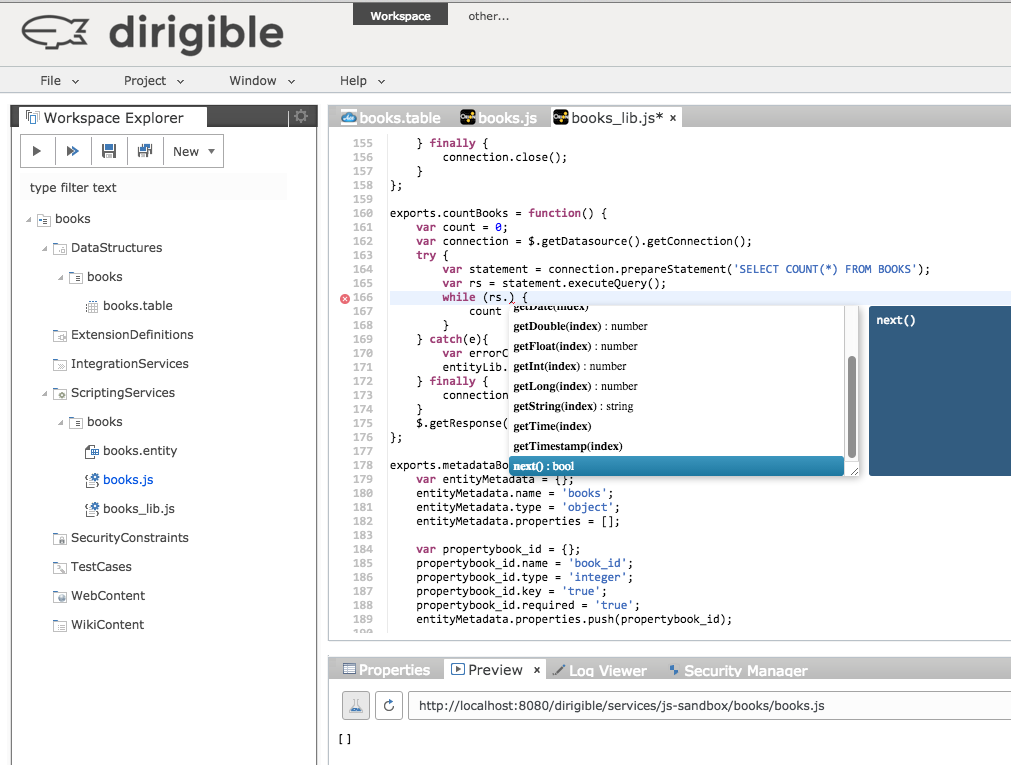 dirigible
Workspace
other...
File
Project
Window
Help
Workspace Explorer
New
type filter text
books
DataStructures
books
books.table
ExtensionDefinitions
IntegrationServices
ScriptingServices
books
books.entity
books.js
books_lib.js
SecurityConstraints
TestCases
WebContent
WikiContent
books.table
books.js
books_lib.js* x
155 } finally {
156 connection.close();
157 }
158 };
159
160 exports.countBooks = function() {
161 var count = 0;
162 var connection = $.getDatasource().getConnection();
163 try {
164 var statement = connection.prepareStatement('SELECT COUNT(*) FROM BOOKS');
165 var rs = statement.executeQuery();
166 while (rs.) {
167 count
168 }
169 } catch(e){
170 var errorC
171 entityLib.
172 } finally {
173 connection
174 }
175 $.getResponse(
176 };
177
178 exports.metadataBo
179 var entityMetadata = {};
180 entityMetadata.name = 'books';
181 entityMetadata.type = 'object';
182 entityMetadata.properties = [];
183
184 var propertybook_id = {};
185 propertybook_id.name = 'book_id';
186 propertybook_id.type = 'integer';
187 propertybook_id.key = 'true';
188 propertybook_id.required = 'true';
189 entityMetadata.properties.push(propertybook_id);
190
getDate(index)
getDouble(index) : number
getFloat(index) : number
getInt(index) : number
getLong(index) : number
getString(index) : string
getTime(index)
getTimestamp(index)
next() : bool
next()
Properties
Preview x
Log Viewer
Security Manager
http://localhost:8080/dirigible/services/js-sandbox/books/books.js
[]